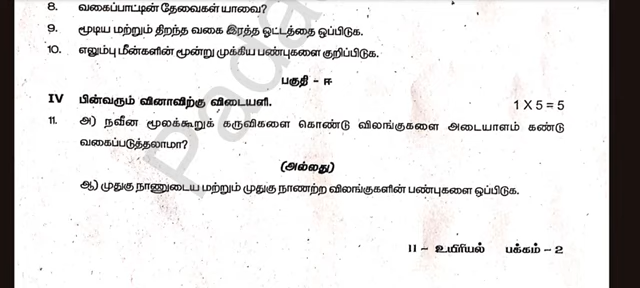 8. வகைப்பாட்டின் தேவைகள் யாவை?
9. மூடிய மற்றும் திறந்த வகை இரத்த ஓட்டத்தை ஒப்பிடுக.
10. எலும்பு மீன்களின் மூன்று முக்கிய பண்புகளை குறிப்பிடுக.
பகுதி - ஈ
IV பின்வரும் வினாவிற்கு விடையளி. 1 X 5 = 5
11. அ) நவீன மூலக்கூறுக் கருவிகளை கொண்டு விலங்குகளை அடையாளம் கண்டு
வகைப்படுத்தலாமா?
(அல்லது)
ஆ) முதுகு நாணுடைய மற்றும் முதுகு நாணற்ற விலங்குகளின் பண்புகளை ஒப்பிடுக.
11 – உயிரியல் பக்கம் – 2